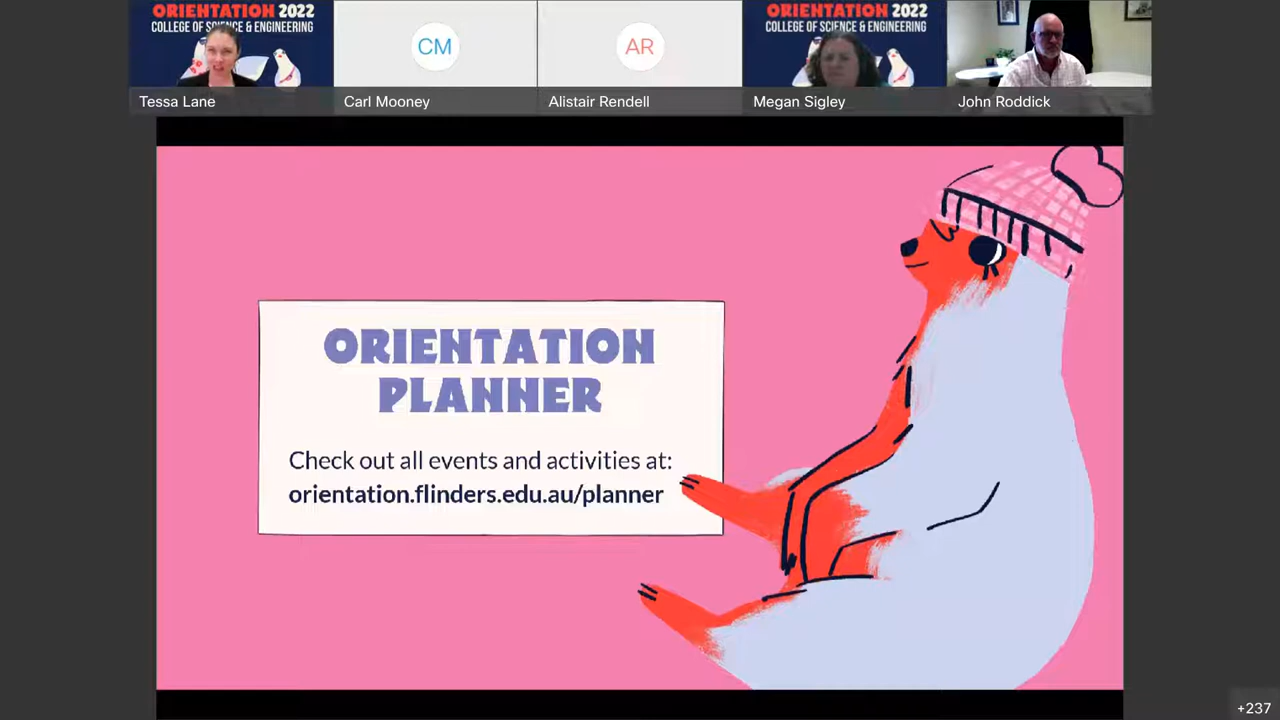 ORIENTATION 2022
COLLEGE OF SCIENCE & ENGINEERING
Tessa Lane
CM
Carl Mooney
AR
Alistair Rendell
ORIENTATION 2022
COLLEGE OF SCIENCE & ENGINEERING
Megan Sigley
John Roddick
ORIENTATION
PLANNER
Check out all events and activities at:
orientation.flinders.edu.au/planner
+237